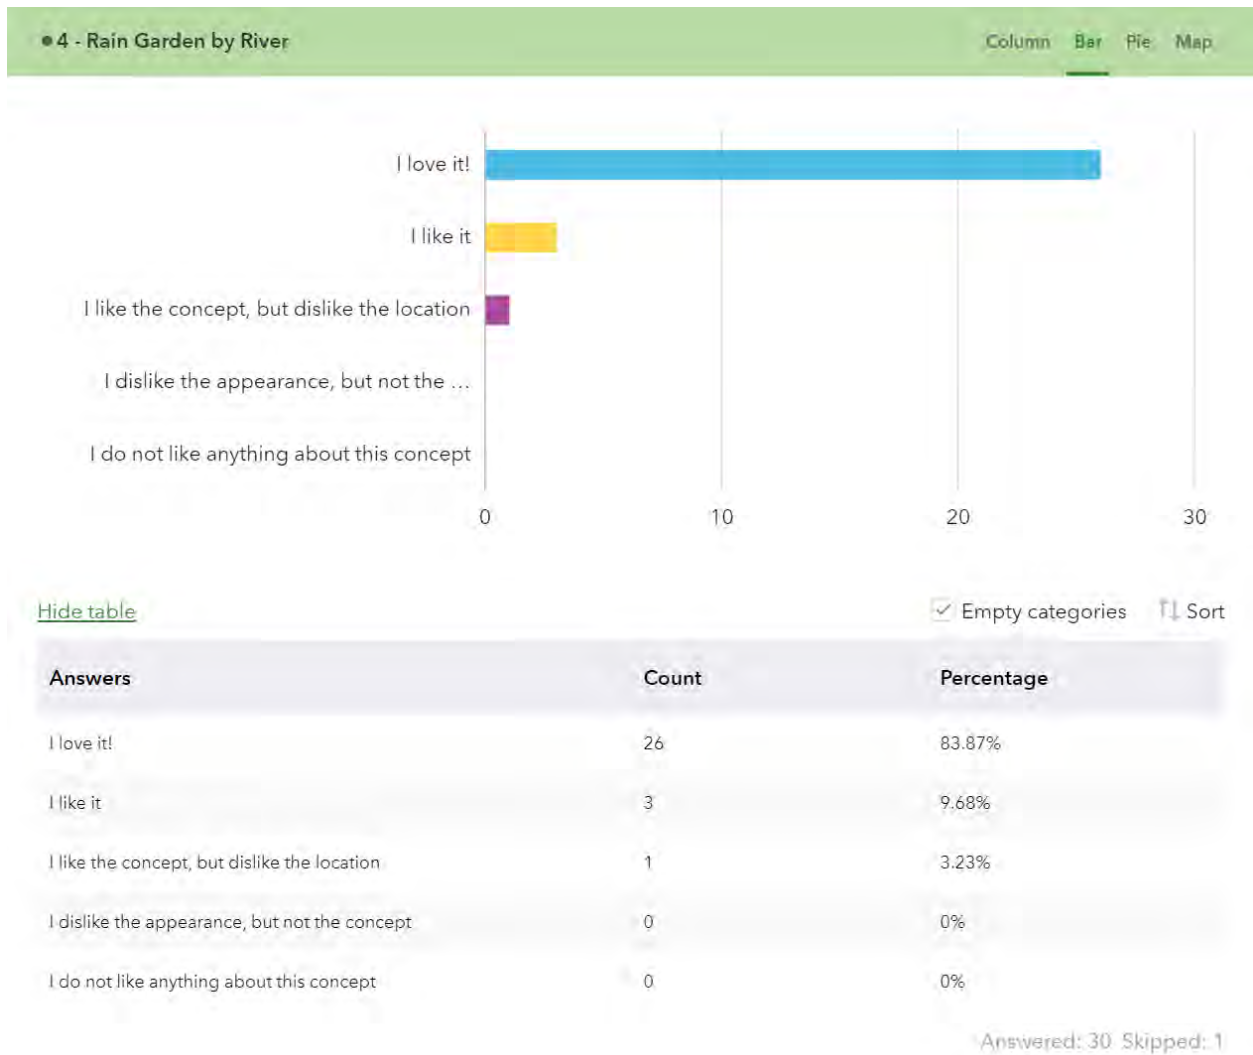 4 - Rain Garden by River
Column Bar Pie Map
I love it!
I like it
I like the concept, but dislike the location
I dislike the appearance, but not the ...
I do not like anything about this concept
0 10 20 30
Hide table
Empty categories Sort
Answers Count Percentage
I love it! 26 83.87%
I like it 3 9.68%
I like the concept, but dislike the location 1 3.23%
I dislike the appearance, but not the concept 0 0%
I do not like anything about this concept 0 0%
Answered: 30 Skipped: 1